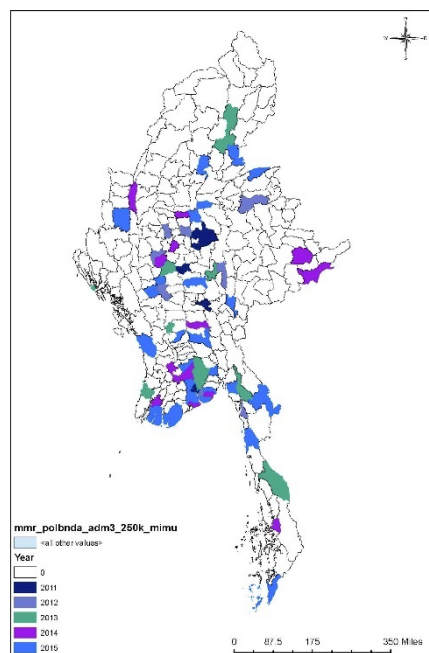 N
W
E
S
mmr_polbnda_adm3_250k_mimu
<all other values>
Year
0
2011
2012
2013
2014
2015
0 87.5 175 350 Miles